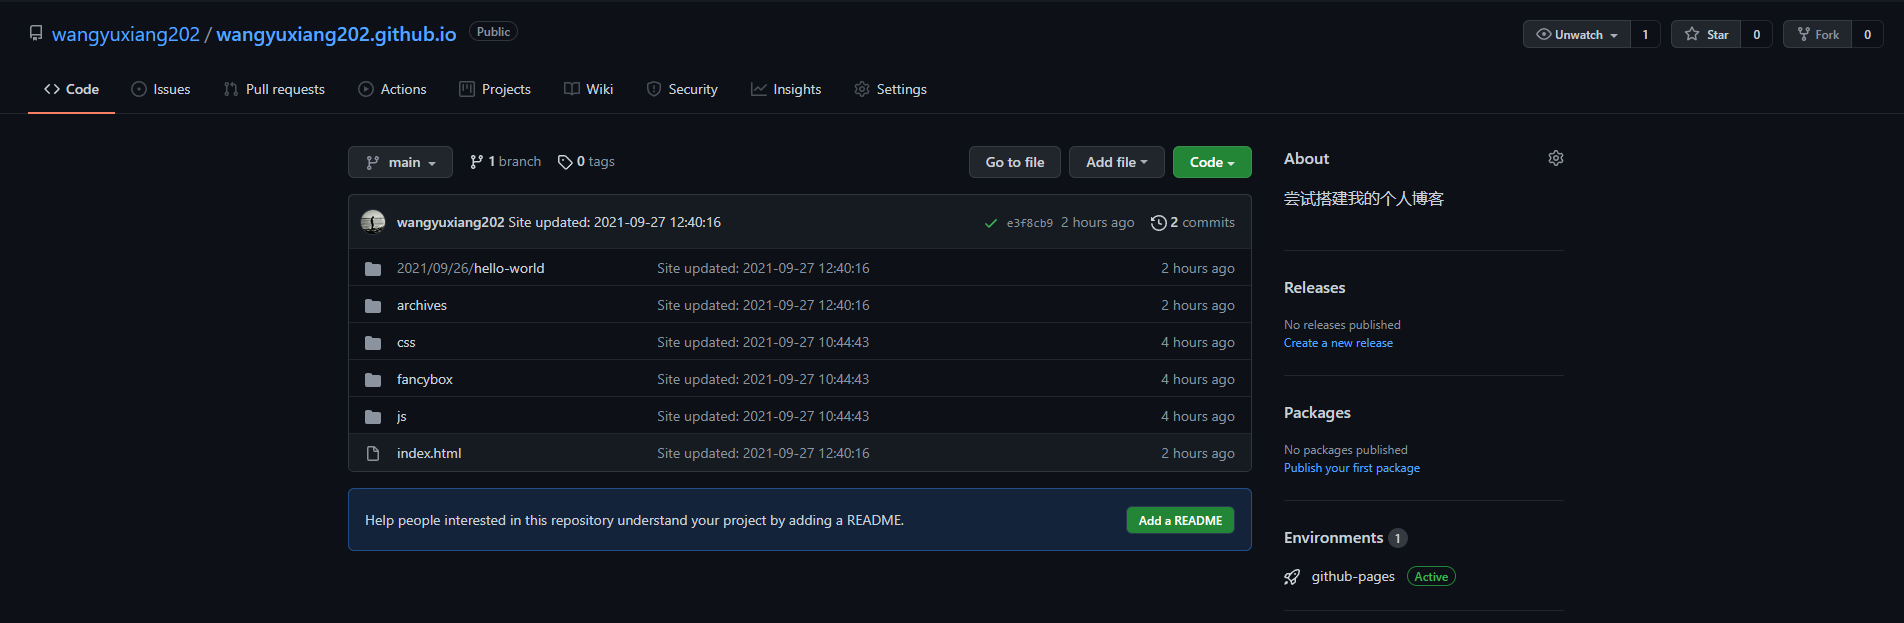 wangyuxiang202 / wangyuxiang202.github.io Public
Unwatch 1 Star 0 Fork 0
Code Issues Pull requests Actions Projects Wiki Security Insights Settings
main 1 branch 0 tags Go to file Add file Code
wangyuxiang202 Site updated: 2021-09-27 12:40:16 e3f8cb9 2 hours ago 2 commits
2021/09/26/hello-world Site updated: 2021-09-27 12:40:16 2 hours ago
archives Site updated: 2021-09-27 12:40:16 2 hours ago
css Site updated: 2021-09-27 10:44:43 4 hours ago
fancybox Site updated: 2021-09-27 10:44:43 4 hours ago
js Site updated: 2021-09-27 10:44:43 4 hours ago
index.html Site updated: 2021-09-27 12:40:16 2 hours ago
Help people interested in this repository understand your project by adding a README. Add a README
About
尝试搭建我的个人博客
Releases
No releases published
Create a new release
Packages
No packages published
Publish your first package
Environments 1
github-pages Active